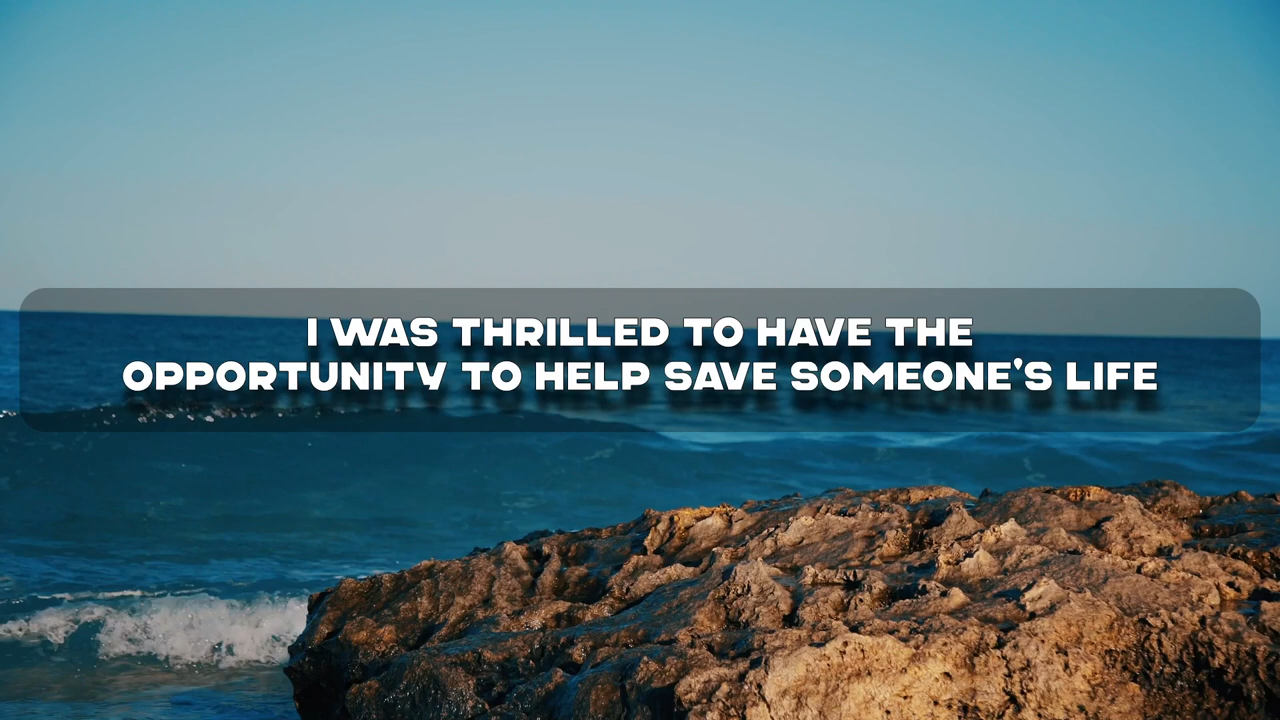 I WAS THRILLED TO HAVE THE
OPPORTUNITY TO HELP SAVE SOMEONE'S LIFE